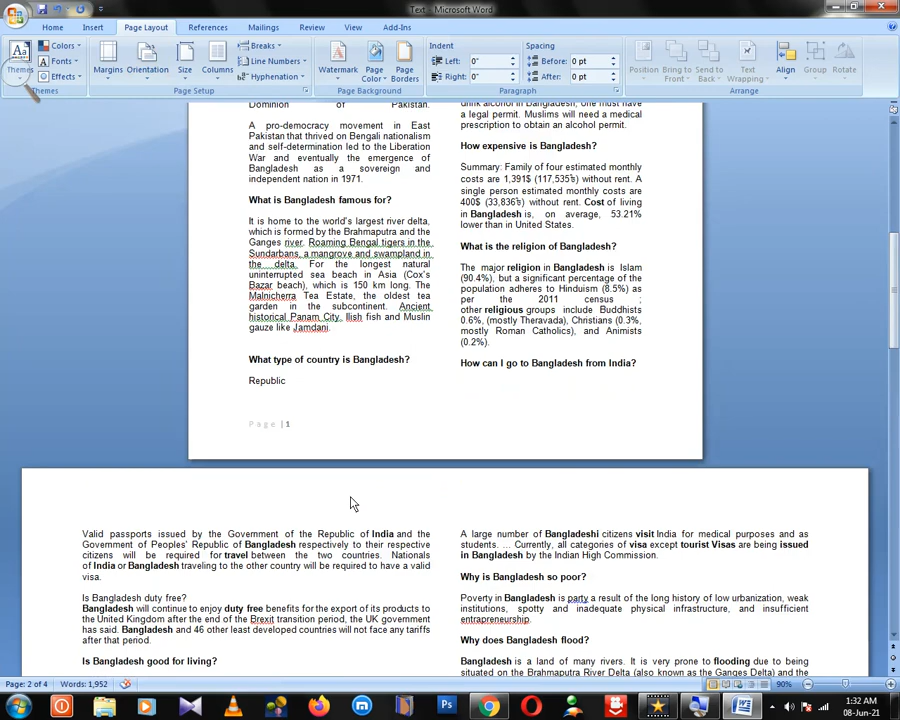 Text - Microsoft Word
Home Insert Page Layout References Mailings Review View Add-Ins
Themes
Colors
Fonts
Effects
Themes
Margins Orientation Size Columns
Breaks
Line Numbers
Hyphenation
Page Setup
Watermark Page Color Page Borders
Page Background
Indent
Left: 0"
Right: 0"
Spacing
Before: 0 pt
After: 0 pt
Paragraph
Position Bring to Front Send to Back Text Wrapping Align Group Rotate
Arrange
Dominion of Pakistan.
A pro-democracy movement in East
Pakistan that thrived on Bengali nationalism
and self-determination led to the Liberation
War and eventually the emergence of
Bangladesh as a sovereign and
independent nation in 1971.
What is Bangladesh famous for?
It is home to the world's largest river delta,
which is formed by the Brahmaputra and the
Ganges river. Roaming Bengal tigers in the
Sundarbans, a mangrove and swampland in
the delta. For the longest natural
uninterrupted sea beach in Asia (Cox's
Bazar beach), which is 150 km long. The
Malnicherra Tea Estate, the oldest tea
garden in the subcontinent. Ancient
historical Panam City, Ilish fish and Muslin
gauze like Jamdani.
What type of country is Bangladesh?
Republic
Page | 1
drink alcohol in Bangladesh, one must have
a legal permit. Muslims will need a medical
prescription to obtain an alcohol permit.
How expensive is Bangladesh?
Summary: Family of four estimated monthly
costs are 1,391$ (117,535৳) without rent. A
single person estimated monthly costs are
400$ (33,836৳) without rent. Cost of living
in Bangladesh is, on average, 53.21%
lower than in United States.
What is the religion of Bangladesh?
The major religion in Bangladesh is Islam
(90.4%), but a significant percentage of the
population adheres to Hinduism (8.5%) as
per the 2011 census ;
other religious groups include Buddhists
0.6%, (mostly Theravada), Christians (0.3%,
mostly Roman Catholics), and Animists
(0.2%).
How can I go to Bangladesh from India?
Valid passports issued by the Government of the Republic of India and the
Government of Peoples' Republic of Bangladesh respectively to their respective
citizens will be required for travel between the two countries. Nationals
of India or Bangladesh traveling to the other country will be required to have a valid
visa.
Is Bangladesh duty free?
Bangladesh will continue to enjoy duty free benefits for the export of its products to
the United Kingdom after the end of the Brexit transition period, the UK government
has said. Bangladesh and 46 other least developed countries will not face any tariffs
after that period.
Is Bangladesh good for living?
A large number of Bangladeshi citizens visit India for medical purposes and as
students. ... Currently, all categories of visa except tourist Visas are being issued
in Bangladesh by the Indian High Commission.
Why is Bangladesh so poor?
Poverty in Bangladesh is party a result of the long history of low urbanization, weak
institutions, spotty and inadequate physical infrastructure, and insufficient
entrapreneurship.
Why does Bangladesh flood?
Bangladesh is a land of many rivers. It is very prone to flooding due to being
situated on the Brahmaputra River Delta (also known as the Ganges Delta) and the
Page: 2 of 4 Words: 1,952
90%
Ps
1:32 AM
08-Jun-21